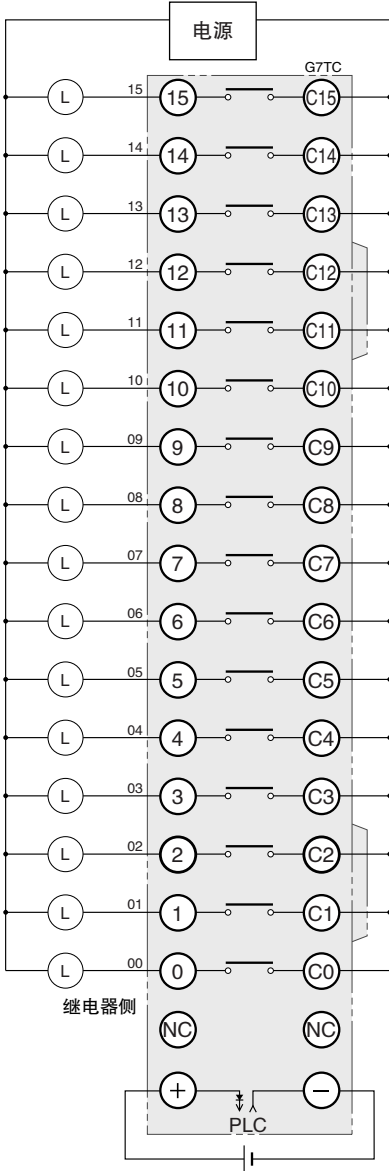 电源
G7TC
L 15 15 C15
L 14 14 C14
L 13 13 C13
L 12 12 C12
L 11 11 C11
L 10 10 C10
L 09 9 C9
L 08 8 C8
L 07 7 C7
L 06 6 C6
L 05 5 C5
L 04 4 C4
L 03 3 C3
L 02 2 C2
L 01 1 C1
L 00 0 C0
继电器侧
NC NC
+ −
PLC